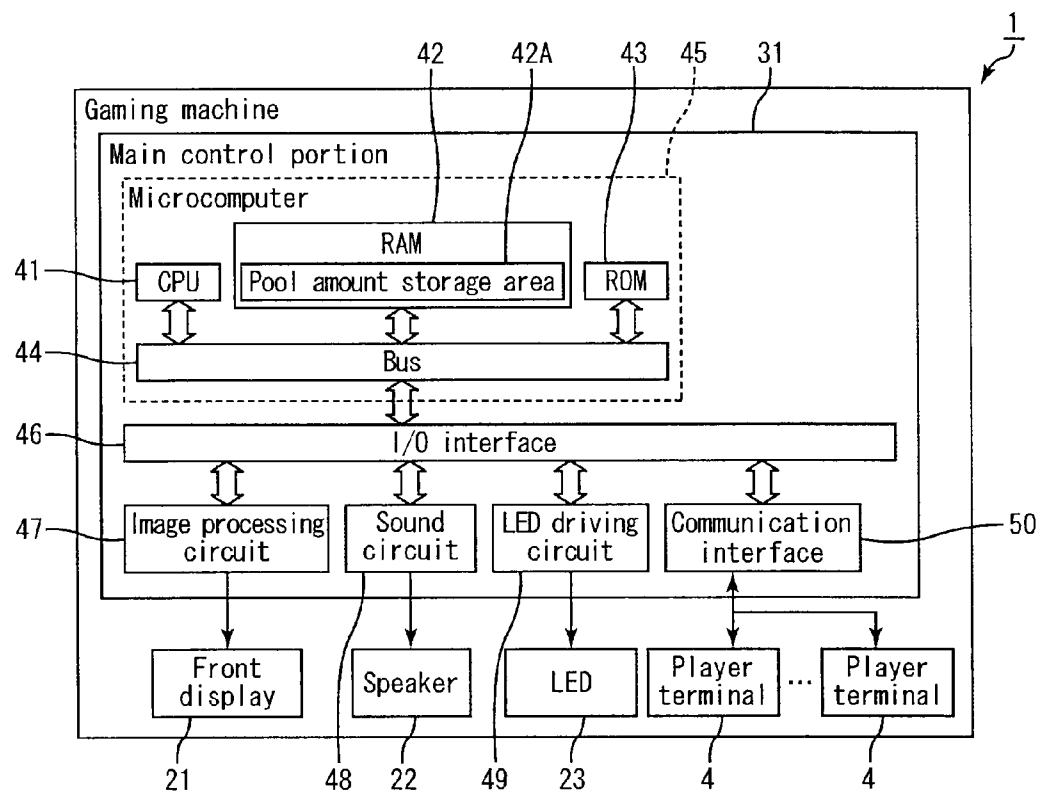 1
42
42A
43
45
31
Gaming machine
Main control portion
Microcomputer
RAM
41
CPU
Pool amount storage area
ROM
44
Bus
46
I/O interface
47
Image processing
circuit
Sound
circuit
LED driving
circuit
Communication
interface
50
Front
display
Speaker
LED
Player
terminal
...
Player
terminal
21
48
22
49
23
4
4